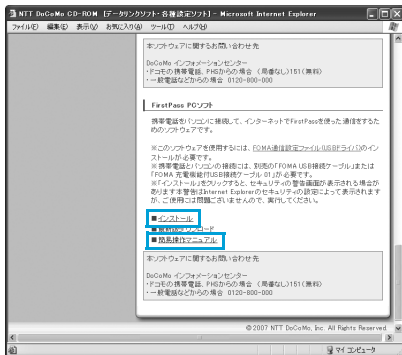 NTT DoCoMo CD-ROM [データリンクソフト・各種設定ソフト] - Microsoft Internet Explorer
ファイル(F) 編集(E) 表示(V) お気に入り(A) ツール(T) ヘルプ(H)
本ソフトウェアに関するお問い合わせ先
DoCoMo インフォメーションセンター
・ドコモの携帯電話、PHSからの場合 (局番なし)151(無料)
・一般電話などからの場合 0120-800-000
FirstPass PCソフト
携帯電話をパソコンに接続して、インターネットでFirstPassを使った通信をするためのソフトウェアです。
※このソフトウェアを使用するには、FOMA通信設定ファイル(USBドライバ)のインストールが必要です。
※携帯電話とパソコンの接続には、別売の「FOMA USB接続ケーブル」または「FOMA 充電機能付USB接続ケーブル 01」が必要です。
※「インストール」をクリックすると、セキュリティの警告画面が表示される場合があります本警告はInternet Explorerのセキュリティの設定によって表示されますが、ご使用には問題ございませんので、実行してください。
■インストール
■簡易操作マニュアル
本ソフトウェアに関するお問い合わせ先
DoCoMo インフォメーションセンター
・ドコモの携帯電話、PHSからの場合 (局番なし)151(無料)
・一般電話などからの場合 0120-800-000
© 2007 NTT DoCoMo, Inc. All Rights Reserved.
マイ コンピュータ